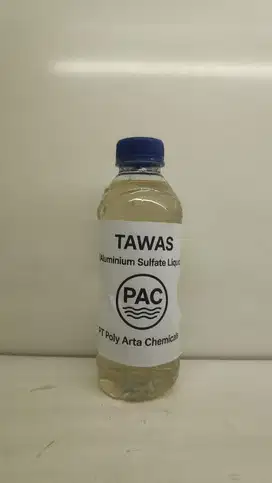 TAWAS
Aluminium Sulfate Liquid
PAC
PT Poly Arta Chemicals